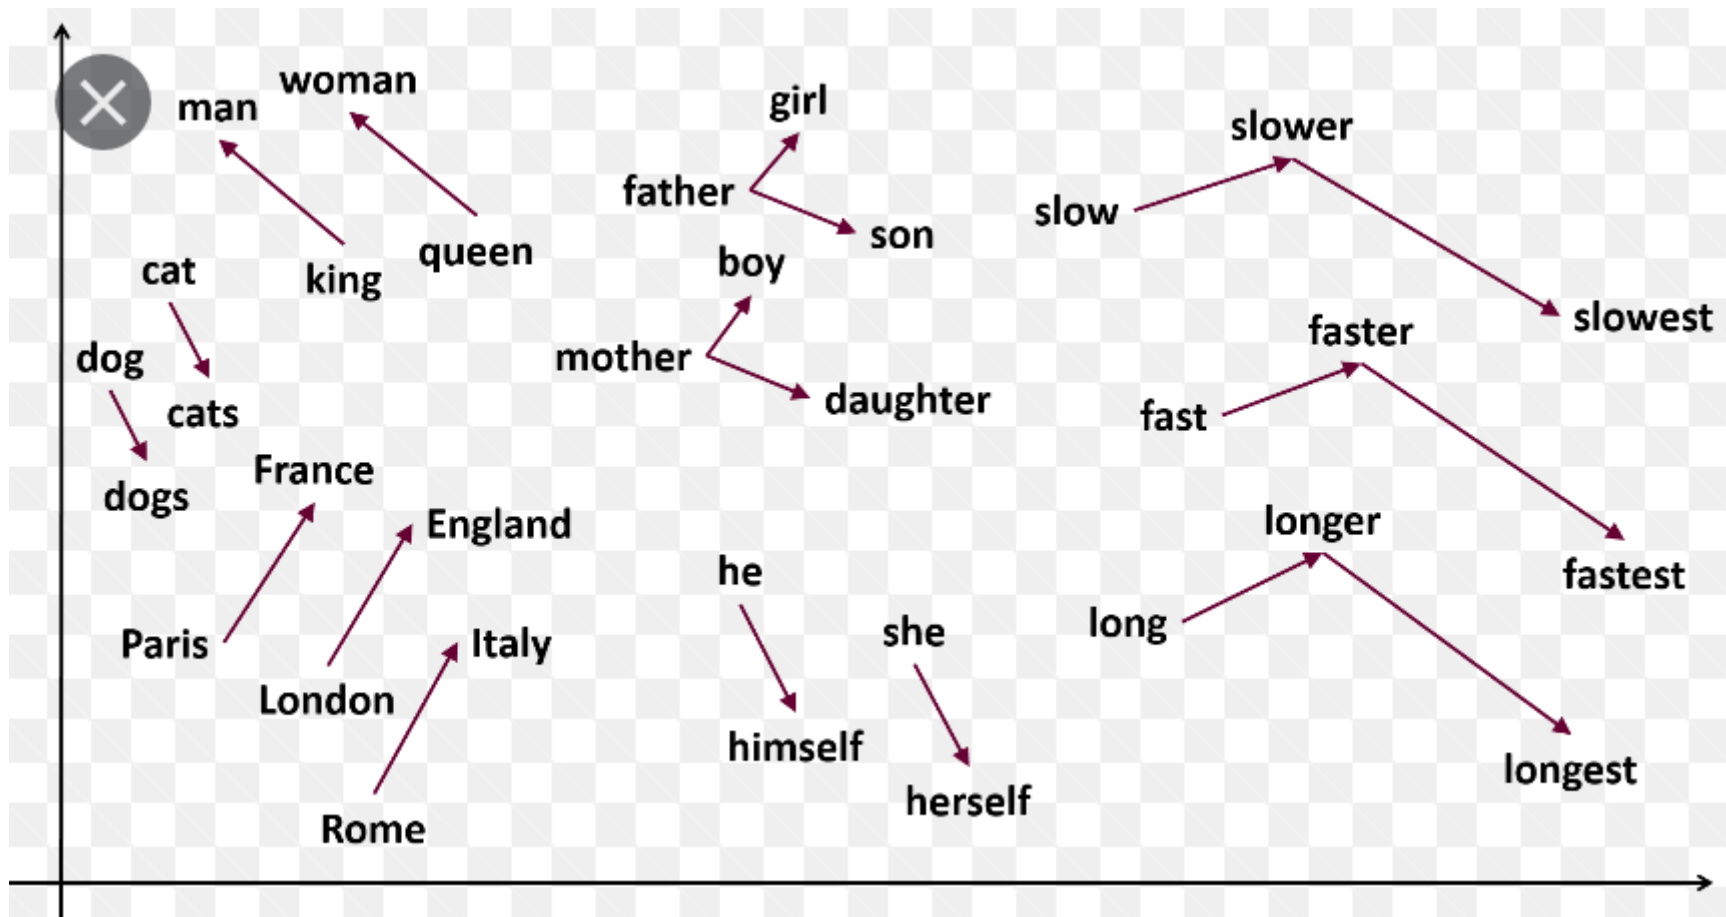 woman
man
girl
slower
father
slow
son
queen
boy
cat
king
slowest
faster
dog
mother
daughter
cats
fast
France
dogs
England
longer
he
fastest
long
she
Paris
Italy
London
himself
longest
herself
Rome